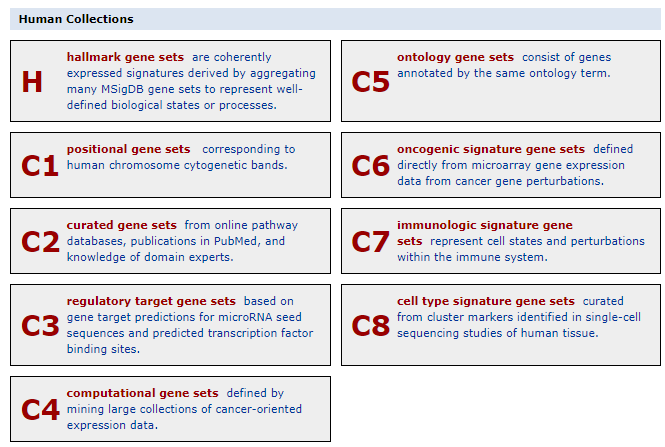 Human Collections
H
hallmark gene sets are coherently
expressed signatures derived by aggregating
many MSigDB gene sets to represent well-
defined biological states or processes.
C1
positional gene sets corresponding to
human chromosome cytogenetic bands.
C2
curated gene sets from online pathway
databases, publications in PubMed, and
knowledge of domain experts.
C3
regulatory target gene sets based on
gene target predictions for microRNA seed
sequences and predicted transcription factor
binding sites.
C4
computational gene sets defined by
mining large collections of cancer-oriented
expression data.
C5
ontology gene sets consist of genes
annotated by the same ontology term.
C6
oncogenic signature gene sets defined
directly from microarray gene expression
data from cancer gene perturbations.
C7
immunologic signature gene
sets represent cell states and perturbations
within the immune system.
C8
cell type signature gene sets curated
from cluster markers identified in single-cell
sequencing studies of human tissue.